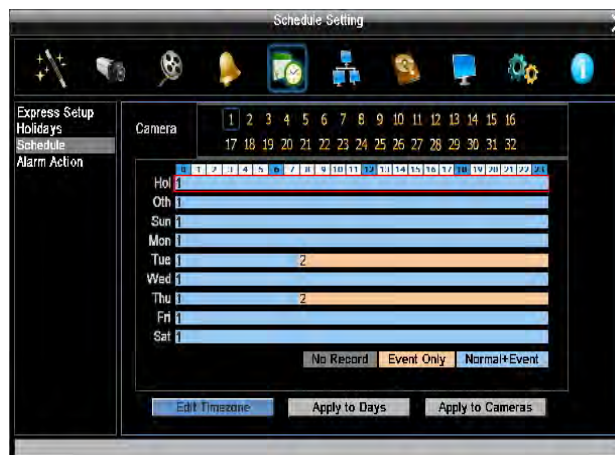 Schedule Setting
Express Setup
Holidays
Schedule
Alarm Action
Camera
1 2 3 4 5 6 7 8 9 10 11 12 13 14 15 16
17 18 19 20 21 22 23 24 25 26 27 28 29 30 31 32
0 1 2 3 4 5 6 7 8 9 10 11 12 13 14 15 16 17 18 19 20 21 22 23
Hol 1
Oth 1
Sun 1
Mon 1
Tue 1 2
Wed 1
Thu 1 2
Fri 1
Sat 1
No Record Event Only Normal+Event
Edit Timezone Apply to Days Apply to Cameras